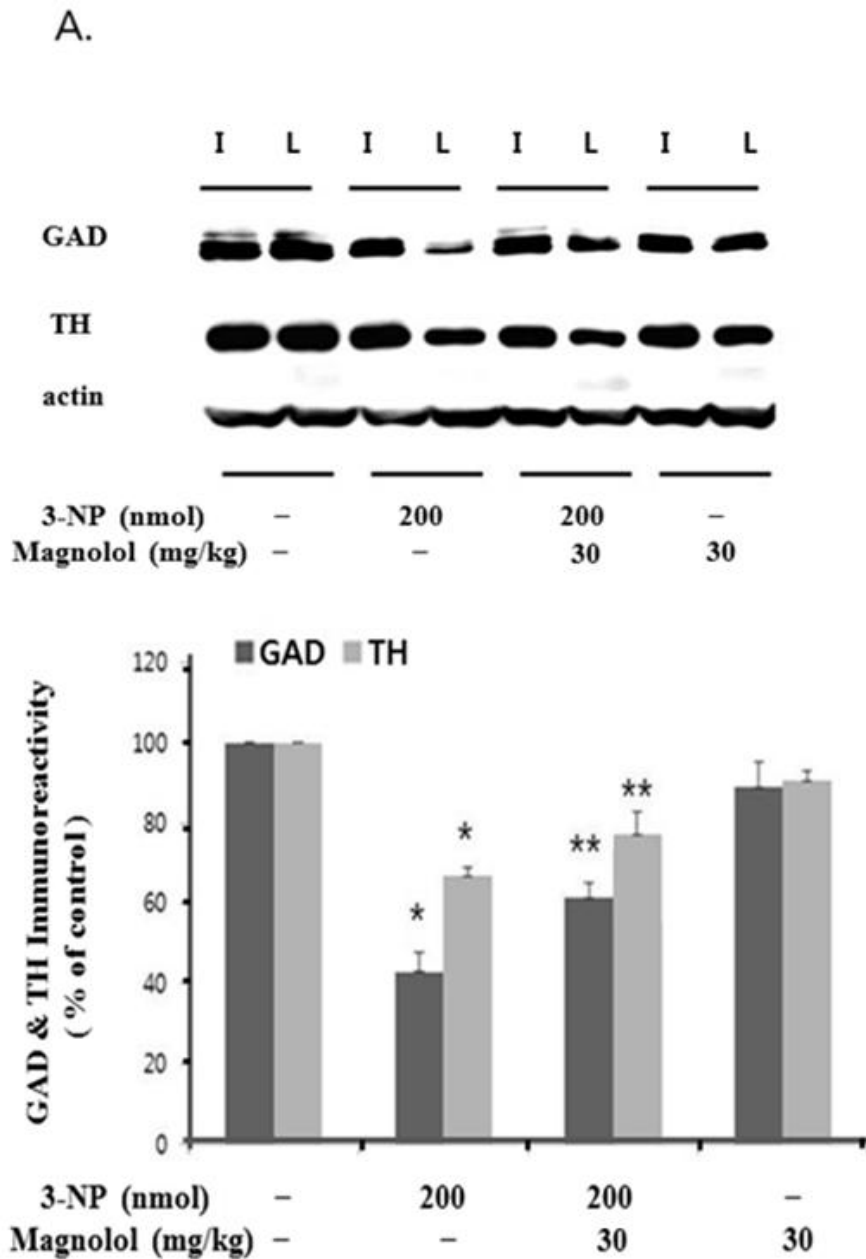 A.
I L I L I L I L
GAD
TH
actin
3-NP (nmol) – 200 200 –
Magnolol (mg/kg) – – 30 30
GAD TH
GAD & TH Immunoreactivity
( % of control)
120
100
80
60
40
20
0
* * ** **
3-NP (nmol) – 200 200 –
Magnolol (mg/kg) – – 30 30